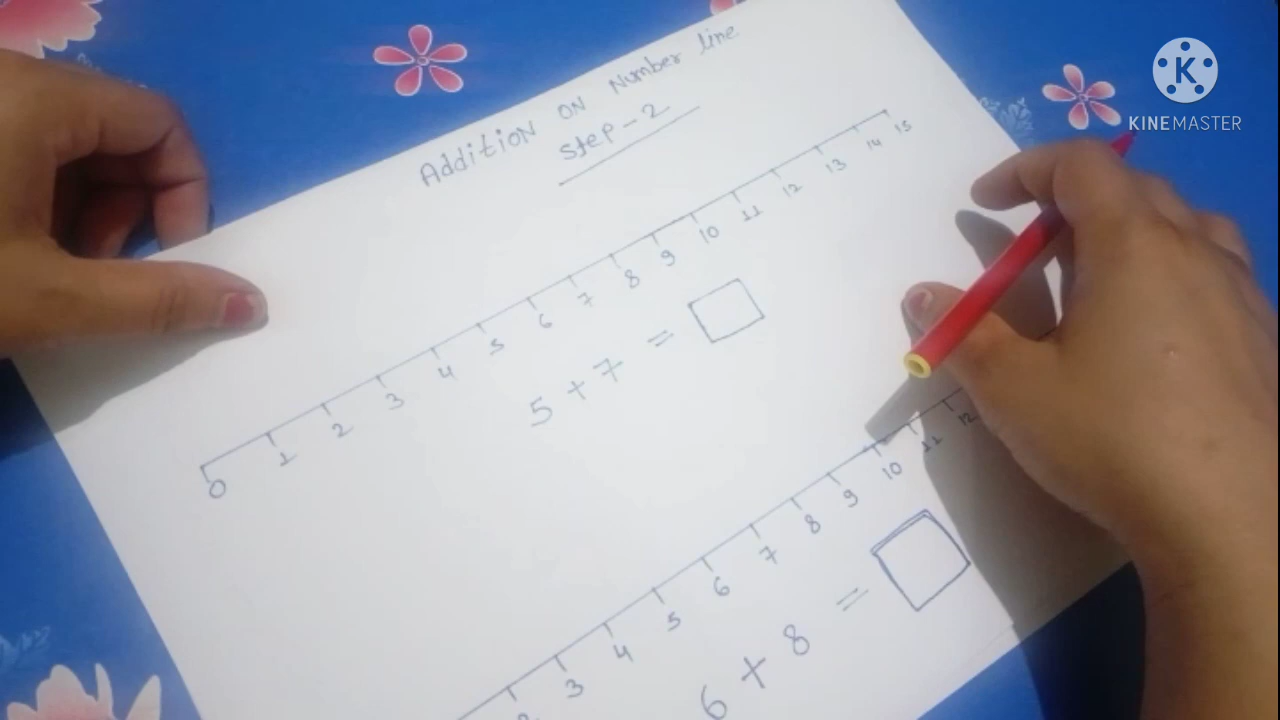 Addition ON Number line
Step-2
0 1 2 3 4 5 6 7 8 9 10 11 12 13 14 15
5 + 7 =
3 4 5 6 7 8 9 10 11 12
6 + 8 =
K
KINEMASTER